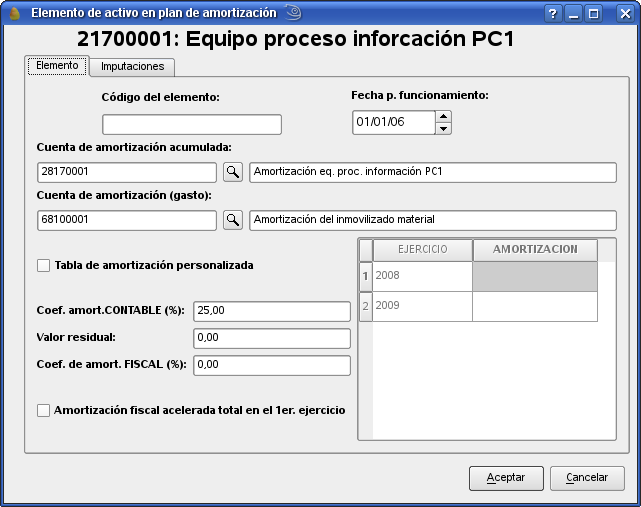 Elemento de activo en plan de amortización
21700001: Equipo proceso inforcación PC1
Elemento
Imputaciones
Código del elemento:
Fecha p. funcionamiento:
01/01/06
Cuenta de amortización acumulada:
28170001
Amortización eq. proc. información PC1
Cuenta de amortización (gasto):
68100001
Amortización del inmovilizado material
Tabla de amortización personalizada
EJERCICIO AMORTIZACION
1 2008
2 2009
Coef. amort.CONTABLE (%): 25,00
Valor residual: 0,00
Coef. de amort. FISCAL (%): 0,00
Amortización fiscal acelerada total en el 1er. ejercicio
Aceptar
Cancelar